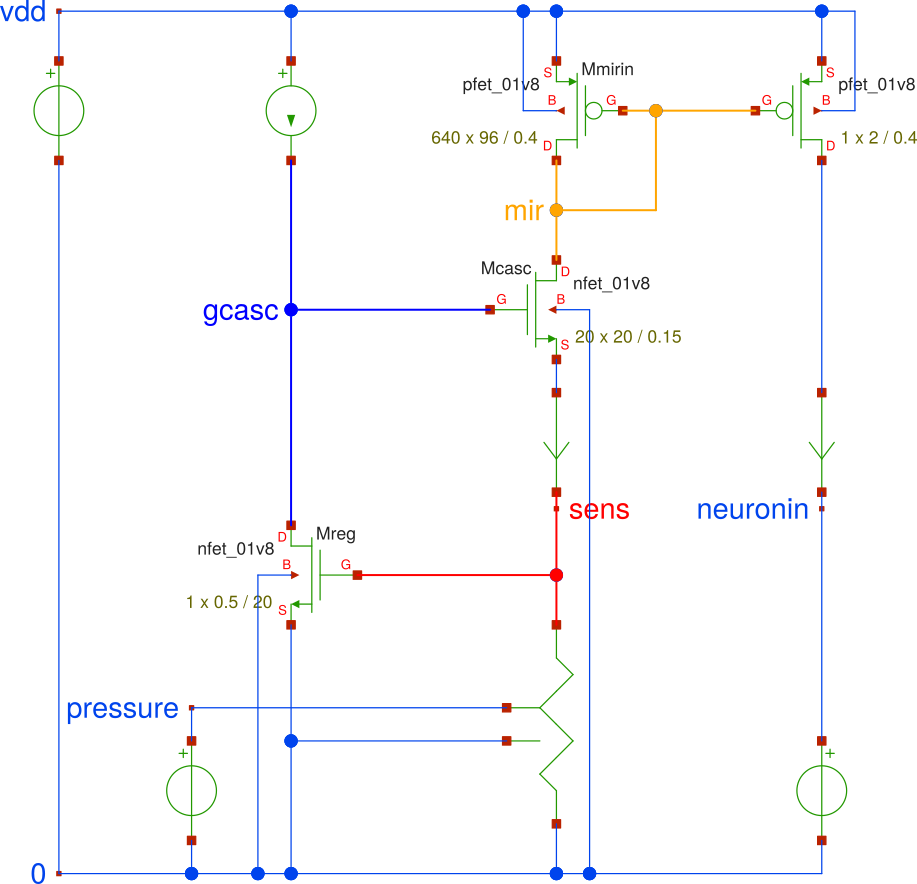 vdd
+
+
S
Mmirin
pfet_01v8
B
G
640 x 96 / 0.4
D
S
pfet_01v8
G
B
1 x 2 / 0.4
D
mir
Mcasc
D
nfet_01v8
G
B
gcasc
20 x 20 / 0.15
S
sens
neuronin
Mreg
D
nfet_01v8
B
G
1 x 0.5 / 20
S
pressure
+
+
0